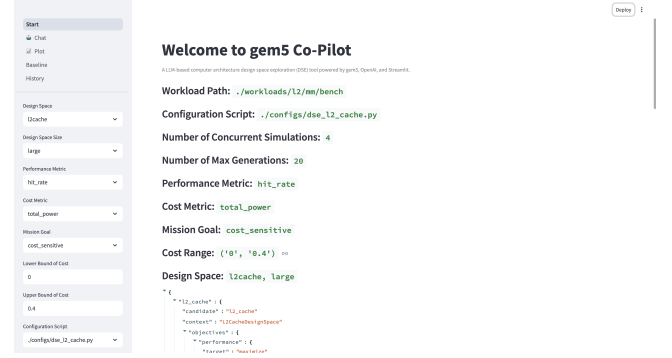 Deploy
Start
Chat
Plot
Baseline
History
Design Space
l2cache
Design Space Size
large
Performance Metric
hit_rate
Cost Metric
total_power
Mission Goal
cost_sensitive
Lower Bound of Cost
0
Upper Bound of Cost
0.4
Configuration Script
./configs/dse_l2_cache.py
Welcome to gem5 Co-Pilot
A LLM-based computer architecture design space exploration (DSE) tool powered by gem5, OpenAI, and Streamlit.
Workload Path: ./workloads/l2/mm/bench
Configuration Script: ./configs/dse_l2_cache.py
Number of Concurrent Simulations: 4
Number of Max Generations: 20
Performance Metric: hit_rate
Cost Metric: total_power
Mission Goal: cost_sensitive
Cost Range: ('0', '0.4')
Design Space: l2cache, large
{
"l2_cache" : {
"candidate" : "l2_cache"
"context" : "L2CacheDesignSpace"
"objectives" : {
"performance" : {
"target" : "maximize"